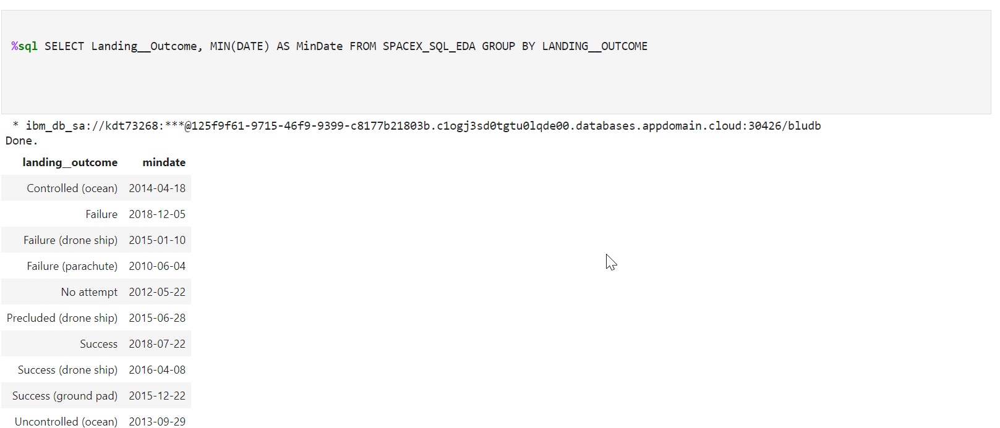 %sql SELECT Landing__Outcome, MIN(DATE) AS MinDate FROM SPACEX_SQL_EDA GROUP BY LANDING__OUTCOME
* ibm_db_sa://kdt73268:***@125f9f61-9715-46f9-9399-c8177b21803b.c1ogj3sd0tgtu0lqde00.databases.appdomain.cloud:30426/bludb
Done.
landing__outcome mindate
Controlled (ocean) 2014-04-18
Failure 2018-12-05
Failure (drone ship) 2015-01-10
Failure (parachute) 2010-06-04
No attempt 2012-05-22
Precluded (drone ship) 2015-06-28
Success 2018-07-22
Success (drone ship) 2016-04-08
Success (ground pad) 2015-12-22
Uncontrolled (ocean) 2013-09-29